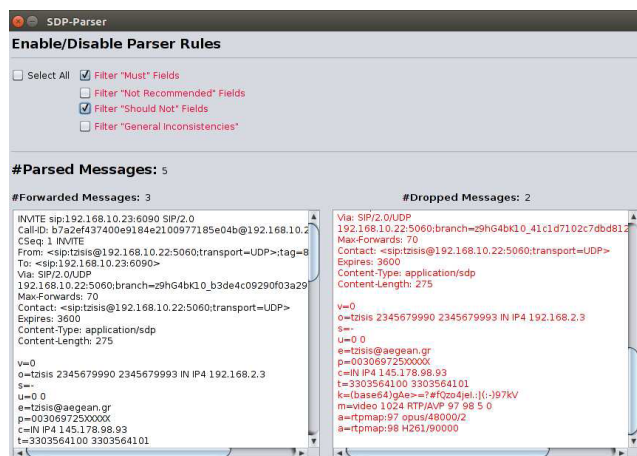 SDP-Parser
Enable/Disable Parser Rules
Select All
Filter "Must" Fields
Filter "Not Recommended" Fields
Filter "Should Not" Fields
Filter "General Inconsistencies"
#Parsed Messages: 5
#Forwarded Messages: 3
INVITE sip:192.168.10.23:6090 SIP/2.0
Call-ID: b7a2ef437400e9184e2100977185e04b@192.168.10.2
CSeq: 1 INVITE
From: <sip:tzisis@192.168.10.22:5060;transport=UDP>;tag=8
To: <sip:192.168.10.23:6090>
Via: SIP/2.0/UDP
192.168.10.22:5060;branch=z9hG4bK10_b3de4c09290f03a29
Max-Forwards: 70
Contact: <sip:tzisis@192.168.10.22:5060;transport=UDP>
Expires: 3600
Content-Type: application/sdp
Content-Length: 275
v=0
o=tzisis 2345679990 2345679993 IN IP4 192.168.2.3
s=-
u=0 0
e=tzisis@aegean.gr
p=003069725XXXXX
c=IN IP4 145.178.98.93
t=3303564100 3303564101
#Dropped Messages: 2
Via: SIP/2.0/UDP
192.168.10.22:5060;branch=z9hG4bK10_41c1d7102c7dbd812
Max-Forwards: 70
Contact: <sip:tzisis@192.168.10.22:5060;transport=UDP>
Expires: 3600
Content-Type: application/sdp
Content-Length: 275
v=0
o=tzisis 2345679990 2345679993 IN IP4 192.168.2.3
s=-
u=0 0
e=tzisis@aegean.gr
p=003069725XXXXX
c=IN IP4 145.178.98.93
t=3303564100 3303564101
k=(base64)gAe>=?#fQzo4jeI.:](:-)97kV
m=video 1024 RTP/AVP 97 98 5 0
a=rtpmap:97 opus/48000/2
a=rtpmap:98 H261/90000